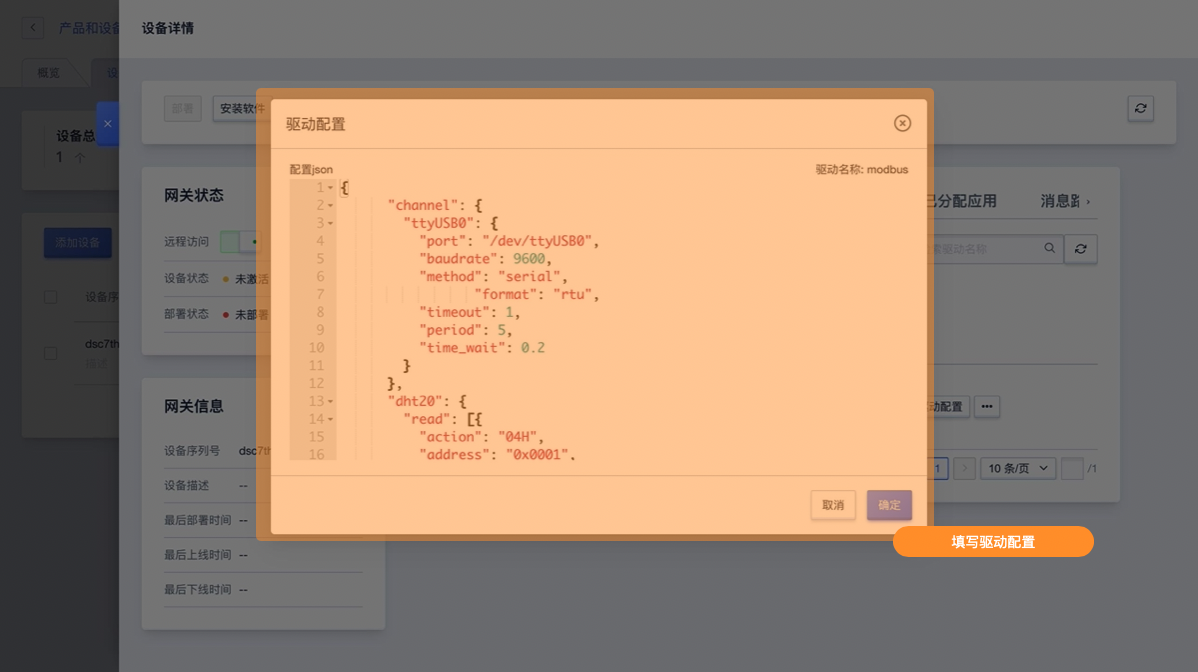 产品和设备
设备详情
概览
设
部署
安装软件
设备总
1 个
网关状态
远程访问
设备状态
未激活
部署状态
未部署
添加设备
设备序
dsc7th
描述
网关信息
设备序列号
dsc7th
设备描述 --
最后部署时间 --
最后上线时间 --
最后下线时间 --
驱动配置
配置json
驱动名称: modbus
1 {
2 "channel": {
3 "ttyUSB0": {
4 "port": "/dev/ttyUSB0",
5 "baudrate": 9600,
6 "method": "serial",
7 "format": "rtu",
8 "timeout": 1,
9 "period": 5,
10 "time_wait": 0.2
11 }
12 },
13 "dht20": {
14 "read": [{
15 "action": "04H",
16 "address": "0x0001",
取消
确定
已分配应用
消息路
索驱动名称
动配置
•••
1
10 条/页
/1
填写驱动配置